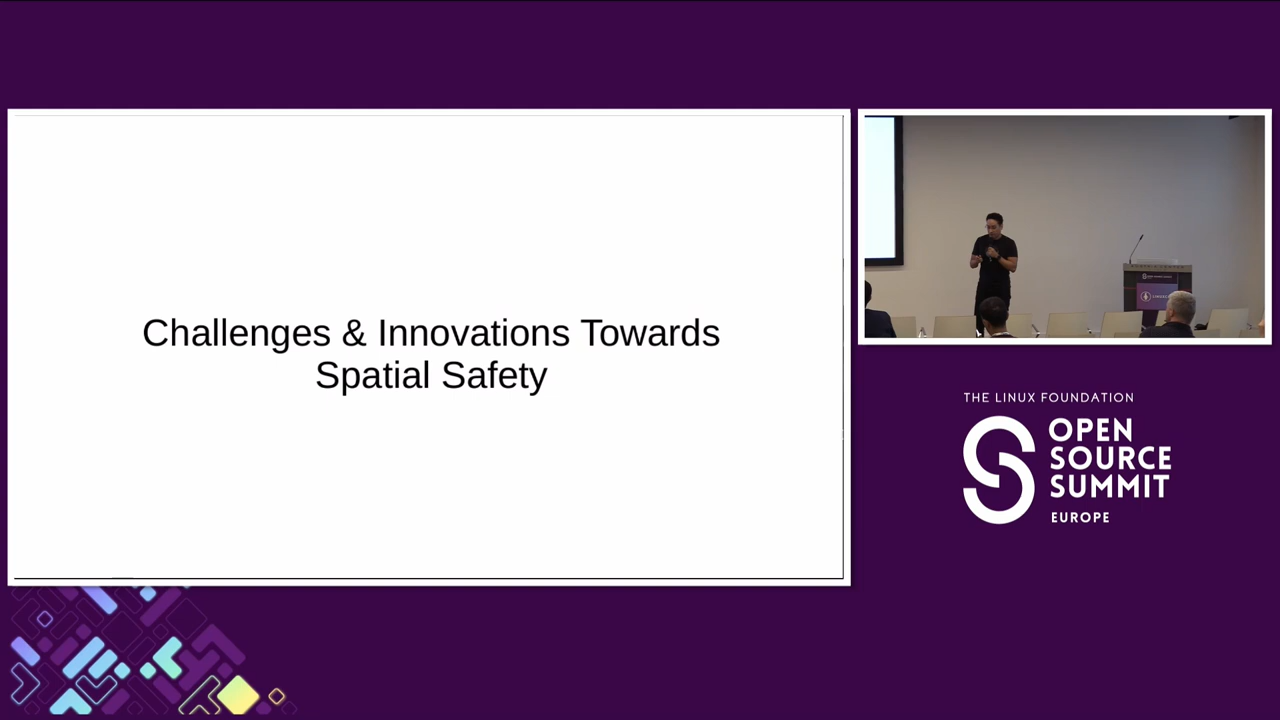 Challenges & Innovations Towards
Spatial Safety
THE LINUX FOUNDATION
OPEN
SOURCE
SUMMIT
EUROPE